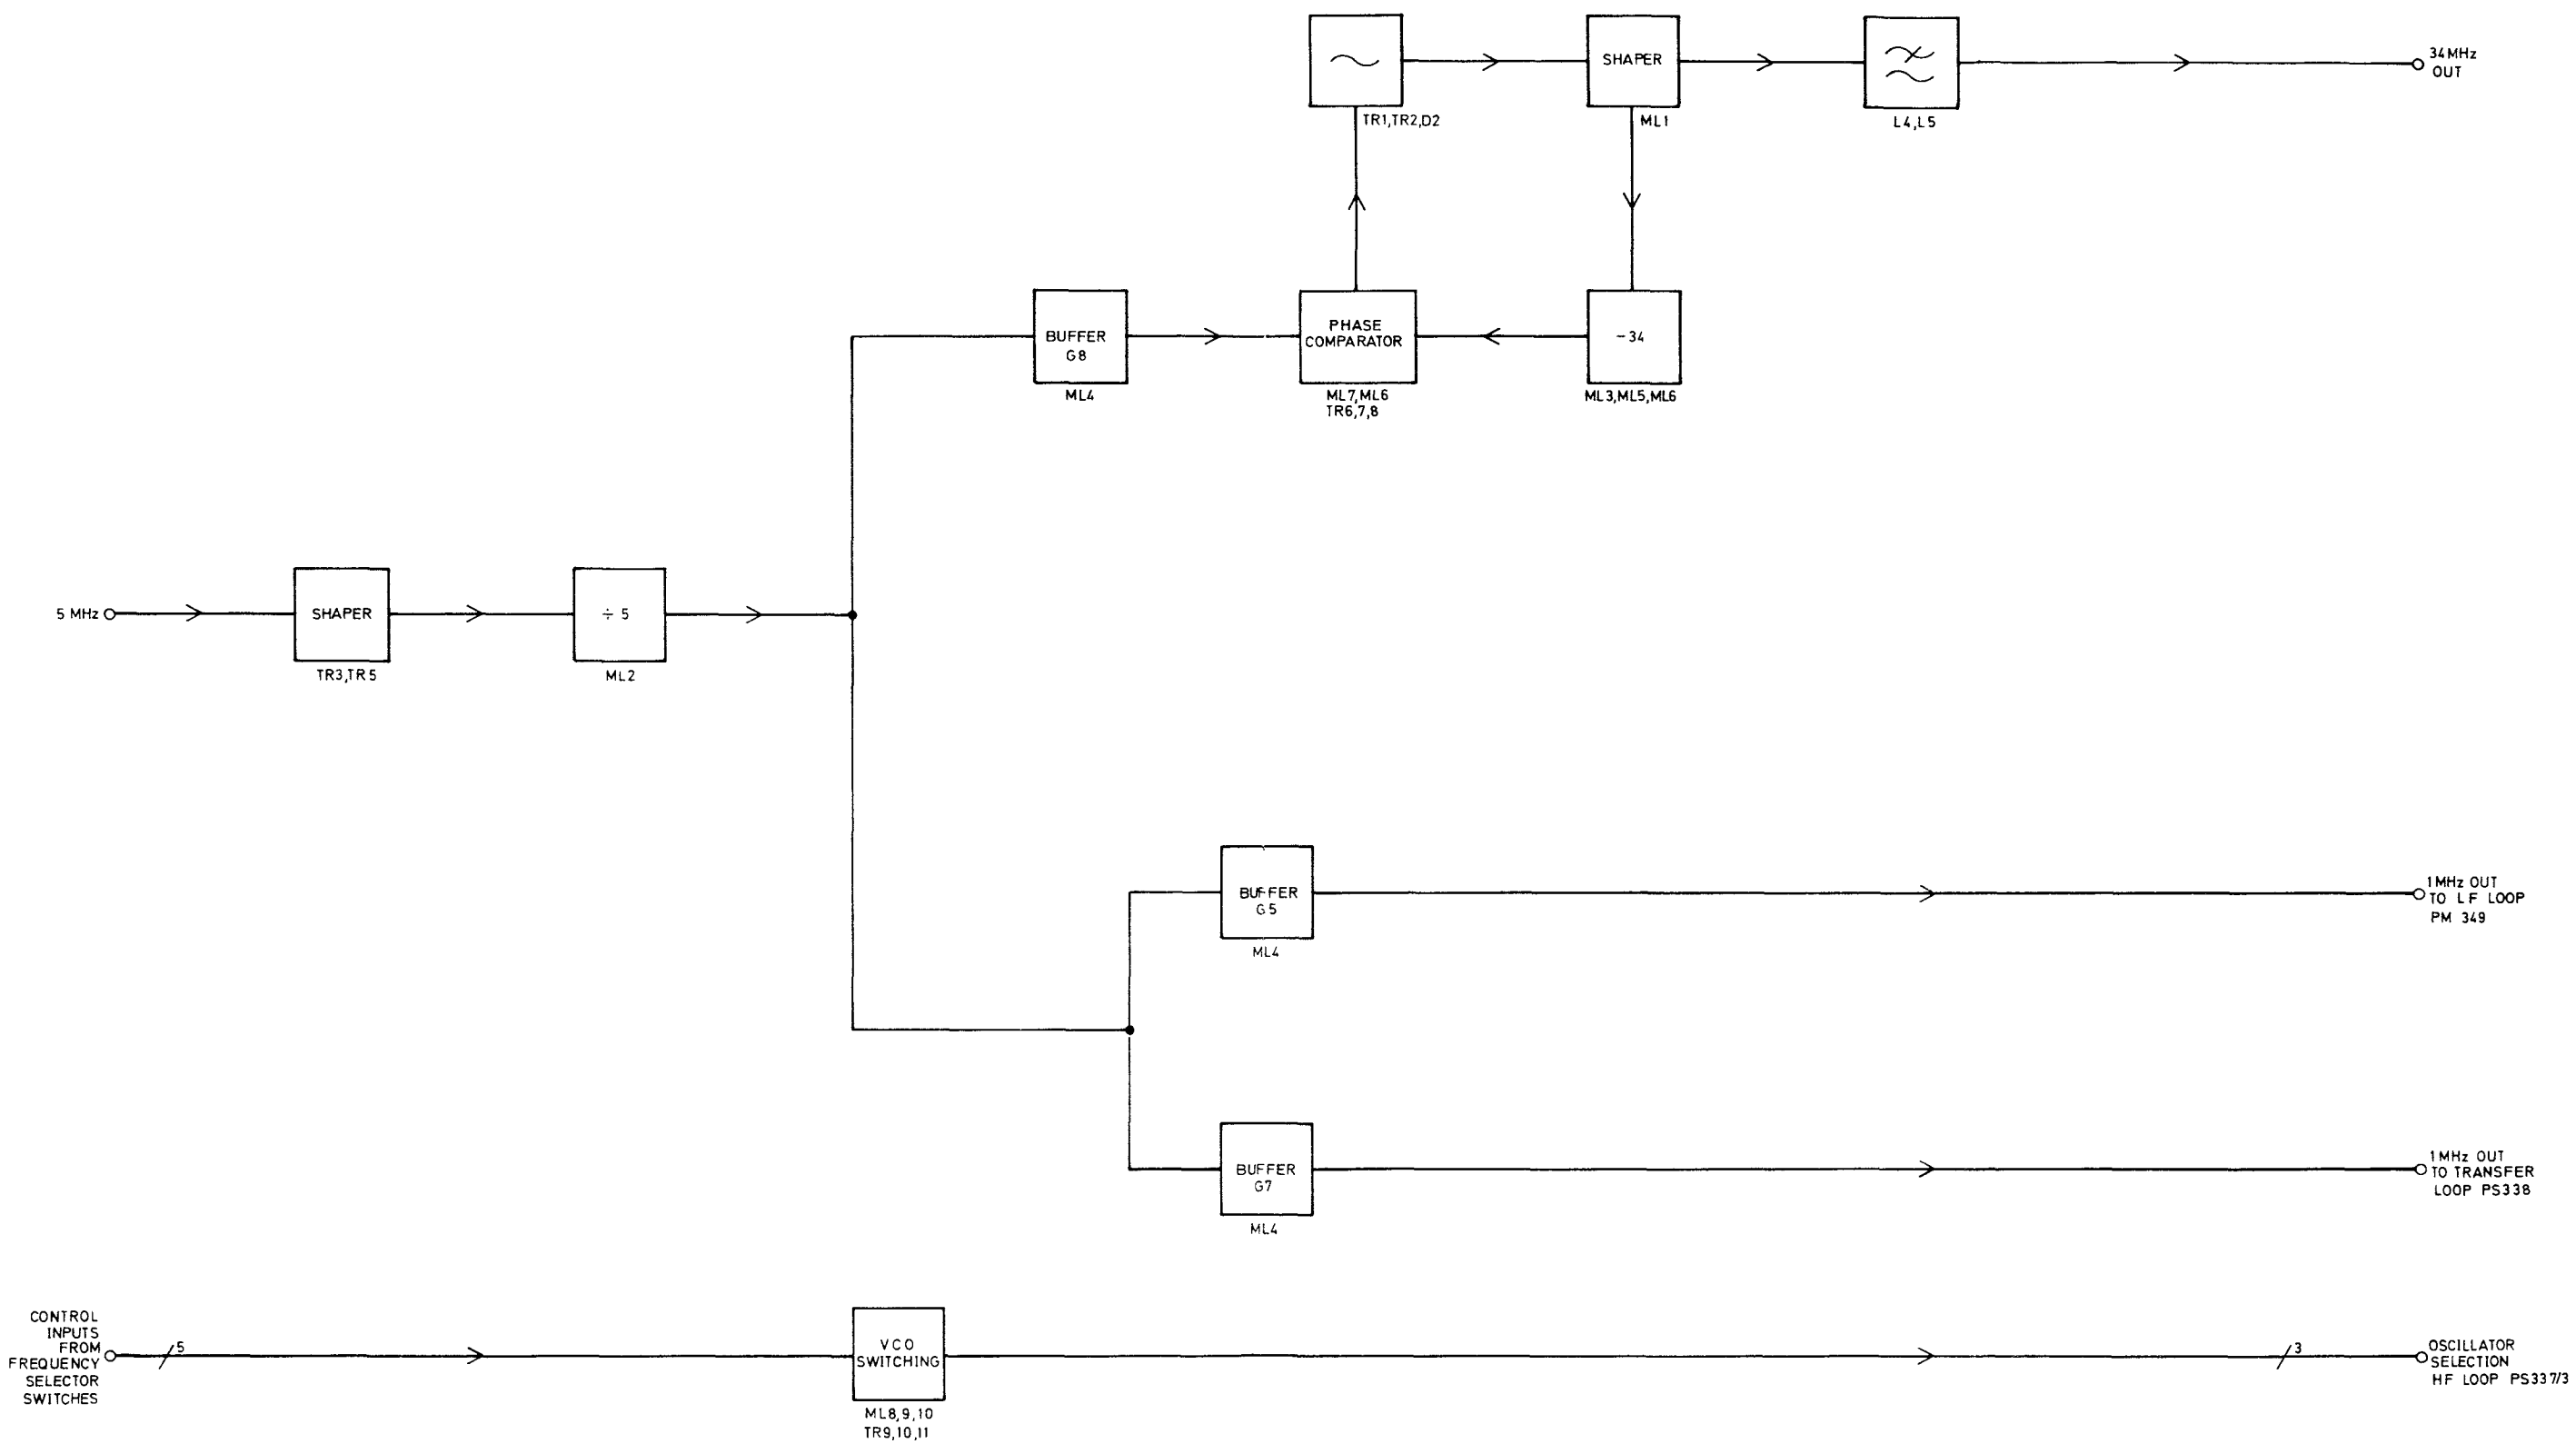 SHAPER
34MHz
OUT
TR1,TR2,D2
ML1
L4,L5
BUFFER
G8
ML4
PHASE
COMPARATOR
ML7,ML6
TR6,7,8
−34
ML3,ML5,ML6
5 MHz
SHAPER
TR3,TR5
÷ 5
ML2
BUFFER
G5
ML4
1MHz OUT
TO LF LOOP
PM 349
BUFFER
G7
ML4
1MHz OUT
TO TRANSFER
LOOP PS338
CONTROL
INPUTS
FROM
FREQUENCY
SELECTOR
SWITCHES
5
VCO
SWITCHING
ML8,9,10
TR9,10,11
3
OSCILLATOR
SELECTION
HF LOOP PS337/3